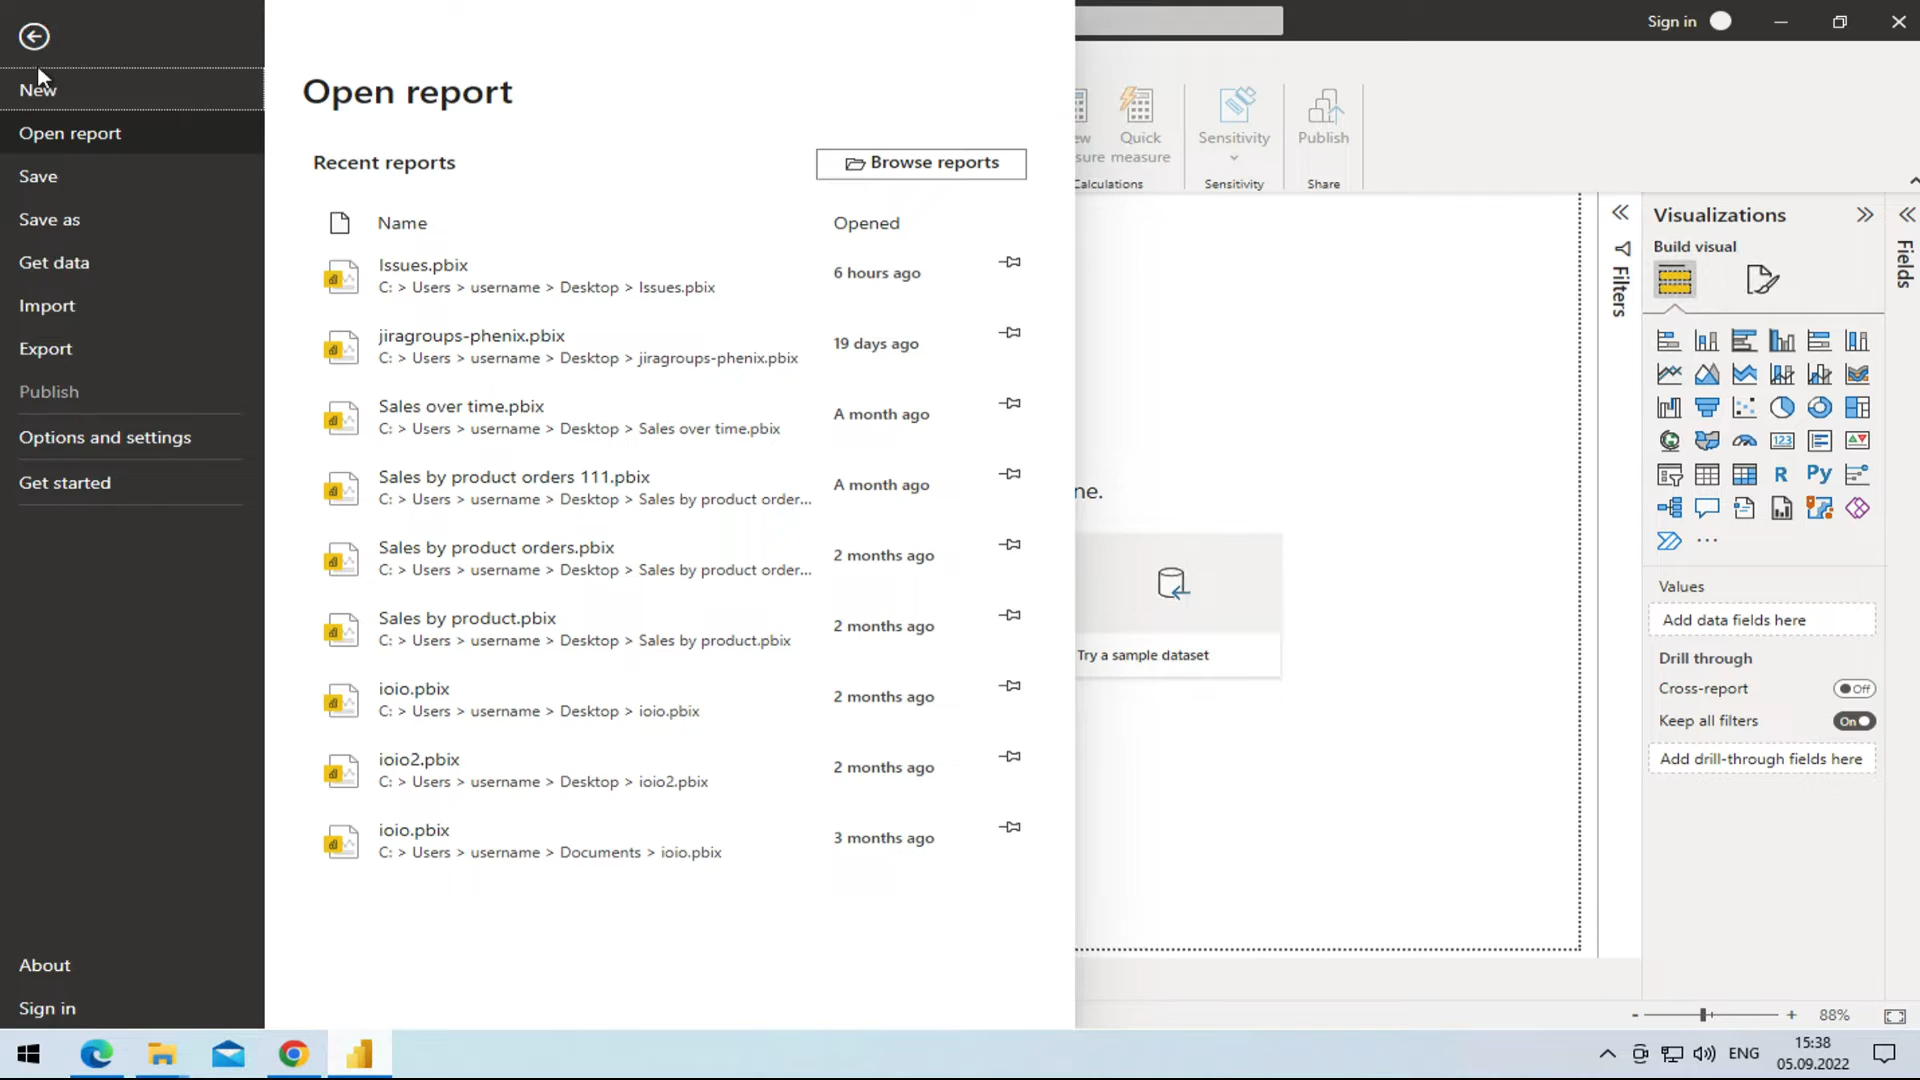 New
Open report
Save
Save as
Get data
Import
Export
Publish
Options and settings
Get started
About
Sign in
Open report
Recent reports
Browse reports
Name Opened
Issues.pbix
C: > Users > username > Desktop > Issues.pbix
6 hours ago
jiragroups-phenix.pbix
C: > Users > username > Desktop > jiragroups-phenix.pbix
19 days ago
Sales over time.pbix
C: > Users > username > Desktop > Sales over time.pbix
A month ago
Sales by product orders 111.pbix
C: > Users > username > Desktop > Sales by product order...
A month ago
Sales by product orders.pbix
C: > Users > username > Desktop > Sales by product order...
2 months ago
Sales by product.pbix
C: > Users > username > Desktop > Sales by product.pbix
2 months ago
ioio.pbix
C: > Users > username > Desktop > ioio.pbix
2 months ago
ioio2.pbix
C: > Users > username > Desktop > ioio2.pbix
2 months ago
ioio.pbix
C: > Users > username > Documents > ioio.pbix
3 months ago
Sign in
ew
sure
Quick
measure
Calculations
Sensitivity
Sensitivity
Publish
Share
ne.
Try a sample dataset
Filters
Visualizations
Build visual
123
R
Py
...
Values
Add data fields here
Drill through
Cross-report
Off
Keep all filters
On
Add drill-through fields here
Fields
- + 88%
ENG
15:38
05.09.2022